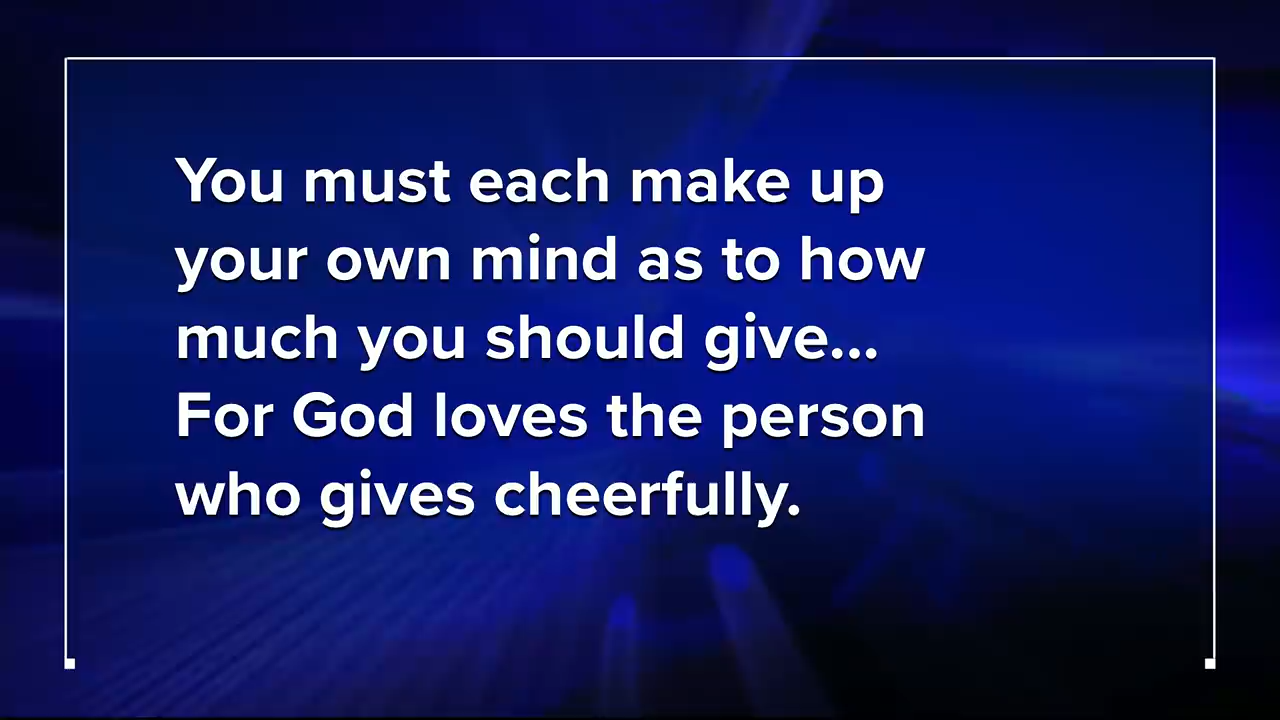 You must each make up
your own mind as to how
much you should give...
For God loves the person
who gives cheerfully.